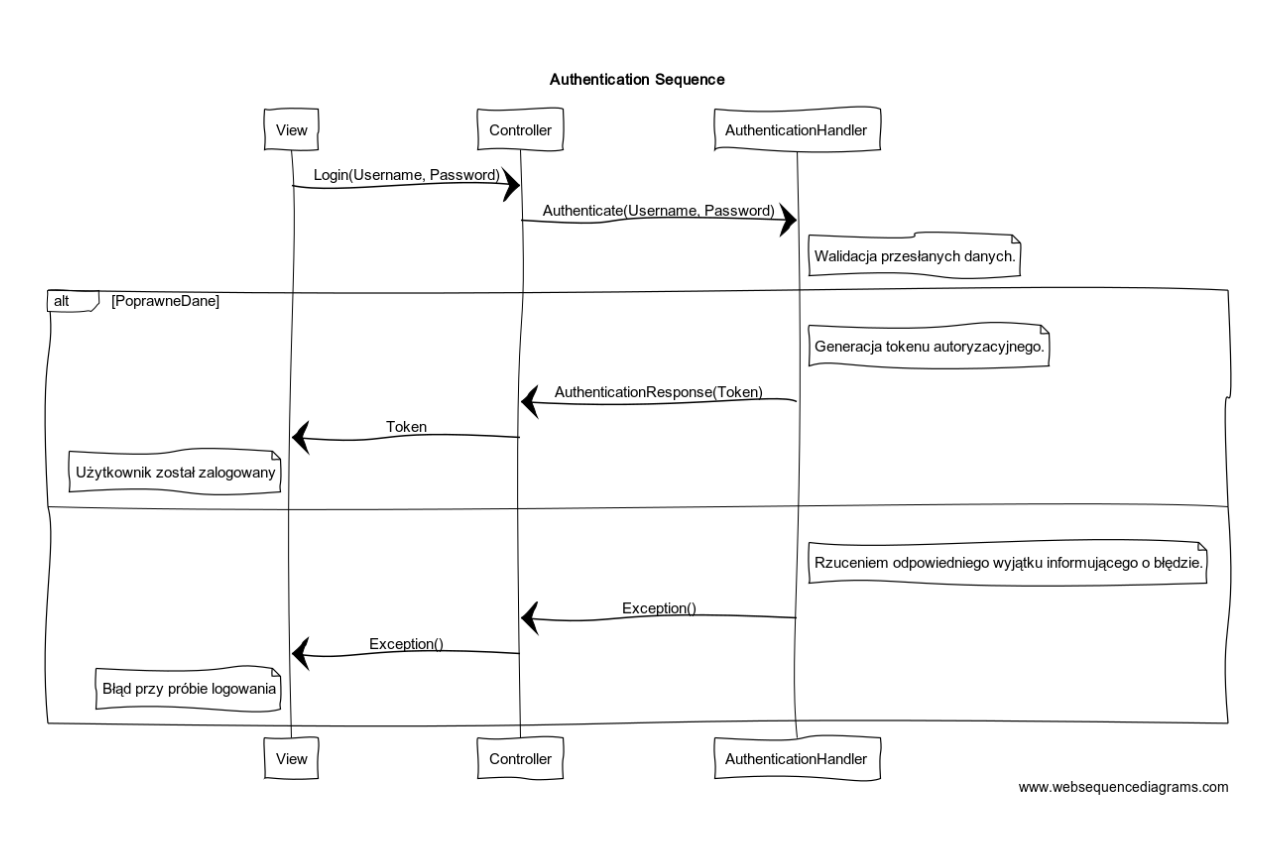 Authentication Sequence
View
Controller
AuthenticationHandler
Login(Username, Password)
Authenticate(Username, Password)
Walidacja przesłanych danych.
alt
[PoprawneDane]
Generacja tokenu autoryzacyjnego.
AuthenticationResponse(Token)
Token
Użytkownik został zalogowany
Rzuceniem odpowiedniego wyjątku informującego o błędzie.
Exception()
Exception()
Błąd przy próbie logowania
View
Controller
AuthenticationHandler
www.websequencediagrams.com